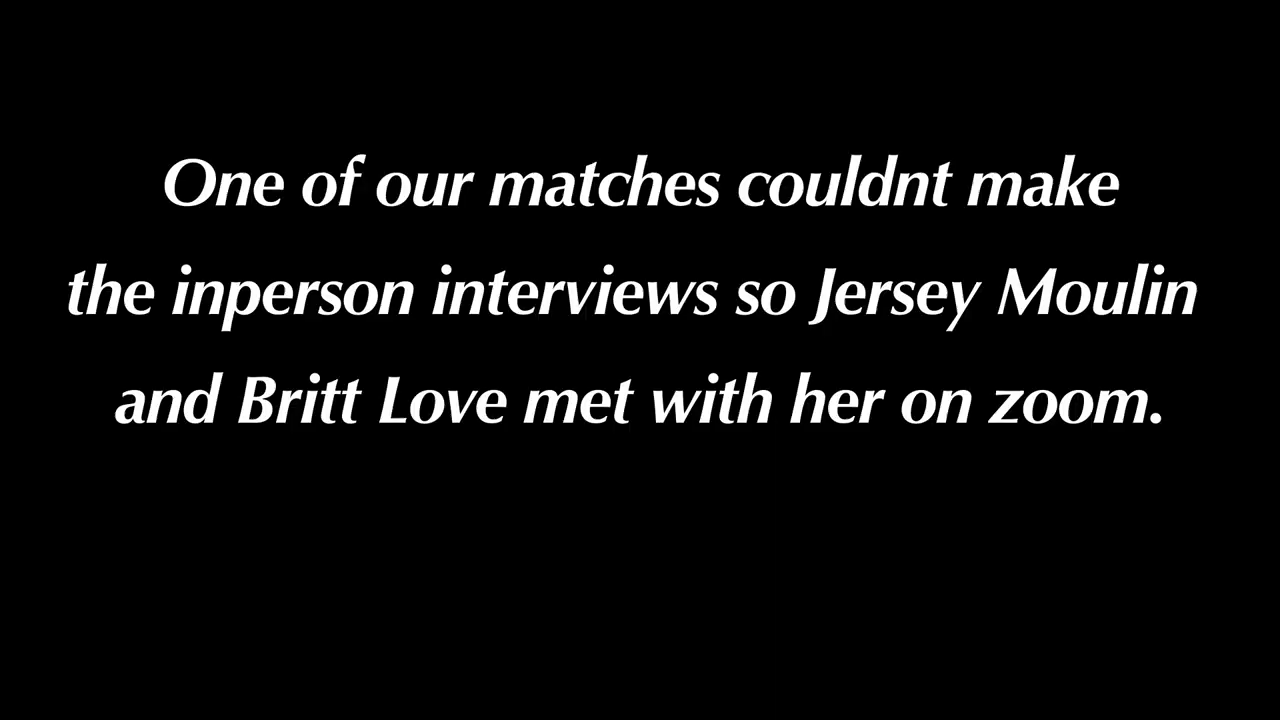 One of our matches couldnt make
the inperson interviews so Jersey Moulin
and Britt Love met with her on zoom.